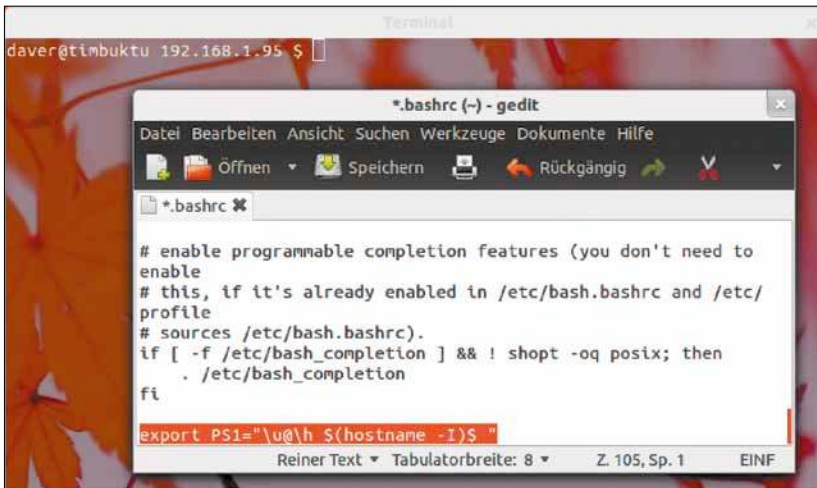 Terminal
daver@timbuktu 192.168.1.95 $
*.bashrc (~) - gedit
Datei Bearbeiten Ansicht Suchen Werkzeuge Dokumente Hilfe
Öffnen Speichern Rückgängig
*.bashrc
# enable programmable completion features (you don't need to
enable
# this, if it's already enabled in /etc/bash.bashrc and /etc/
profile
# sources /etc/bash.bashrc).
if [ -f /etc/bash_completion ] && ! shopt -oq posix; then
    . /etc/bash_completion
fi
export PS1="\u@\h $(hostname -I)$ "
Reiner Text Tabulatorbreite: 8 Z. 105, Sp. 1 EINF